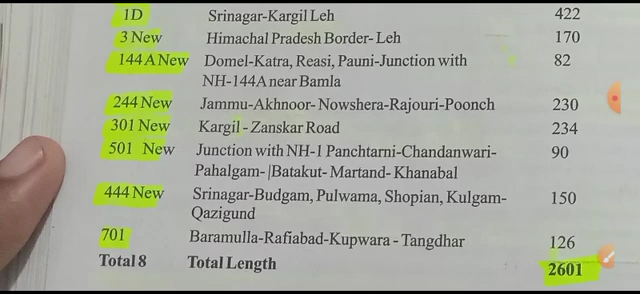 1D Srinagar-Kargil Leh 422
3 New Himachal Pradesh Border- Leh 170
144 A New Domel-Katra, Reasi, Pauni-Junction with 82
NH-144A near Bamla
244 New Jammu-Akhnoor- Nowshera-Rajouri-Poonch 230
301 New Kargil - Zanskar Road 234
501 New Junction with NH-1 Panchtarni-Chandanwari- 90
Pahalgam- |Batakut- Martand- Khanabal
444 New Srinagar-Budgam, Pulwama, Shopian, Kulgam- 150
Qazigund
701 Baramulla-Rafiabad-Kupwara - Tangdhar 126
Total 8 Total Length 2601